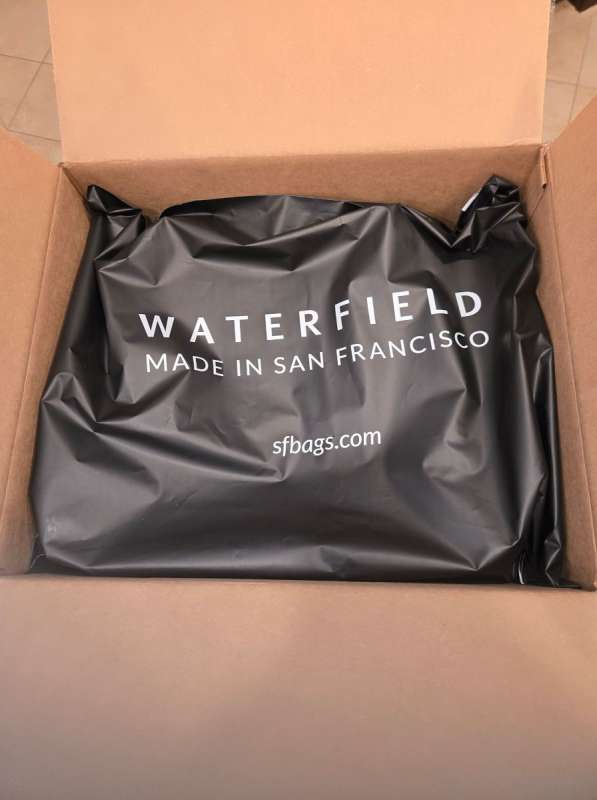 WATERFIELD
MADE IN SAN FRANCISCO
sfbags.com